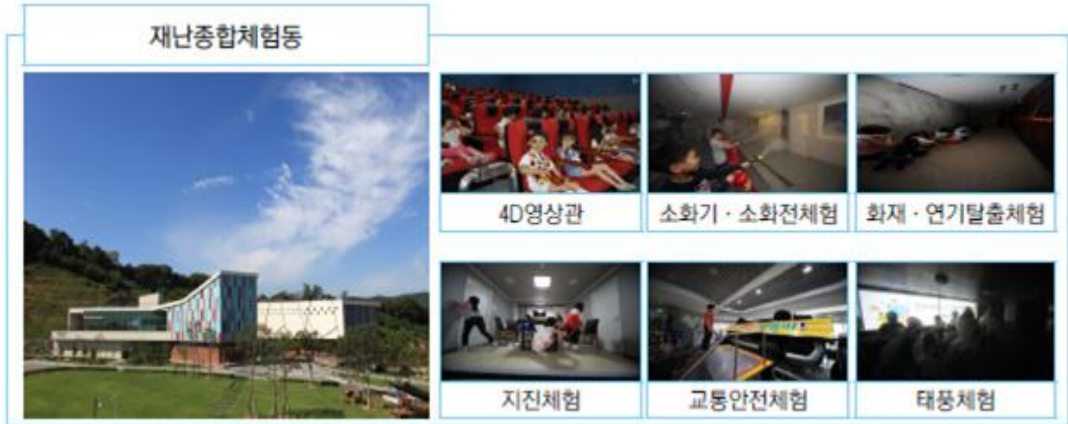 재난종합체험동
4D영상관
소화기 · 소화전체험
화재 · 연기탈출체험
지진체험
교통안전체험
태풍체험